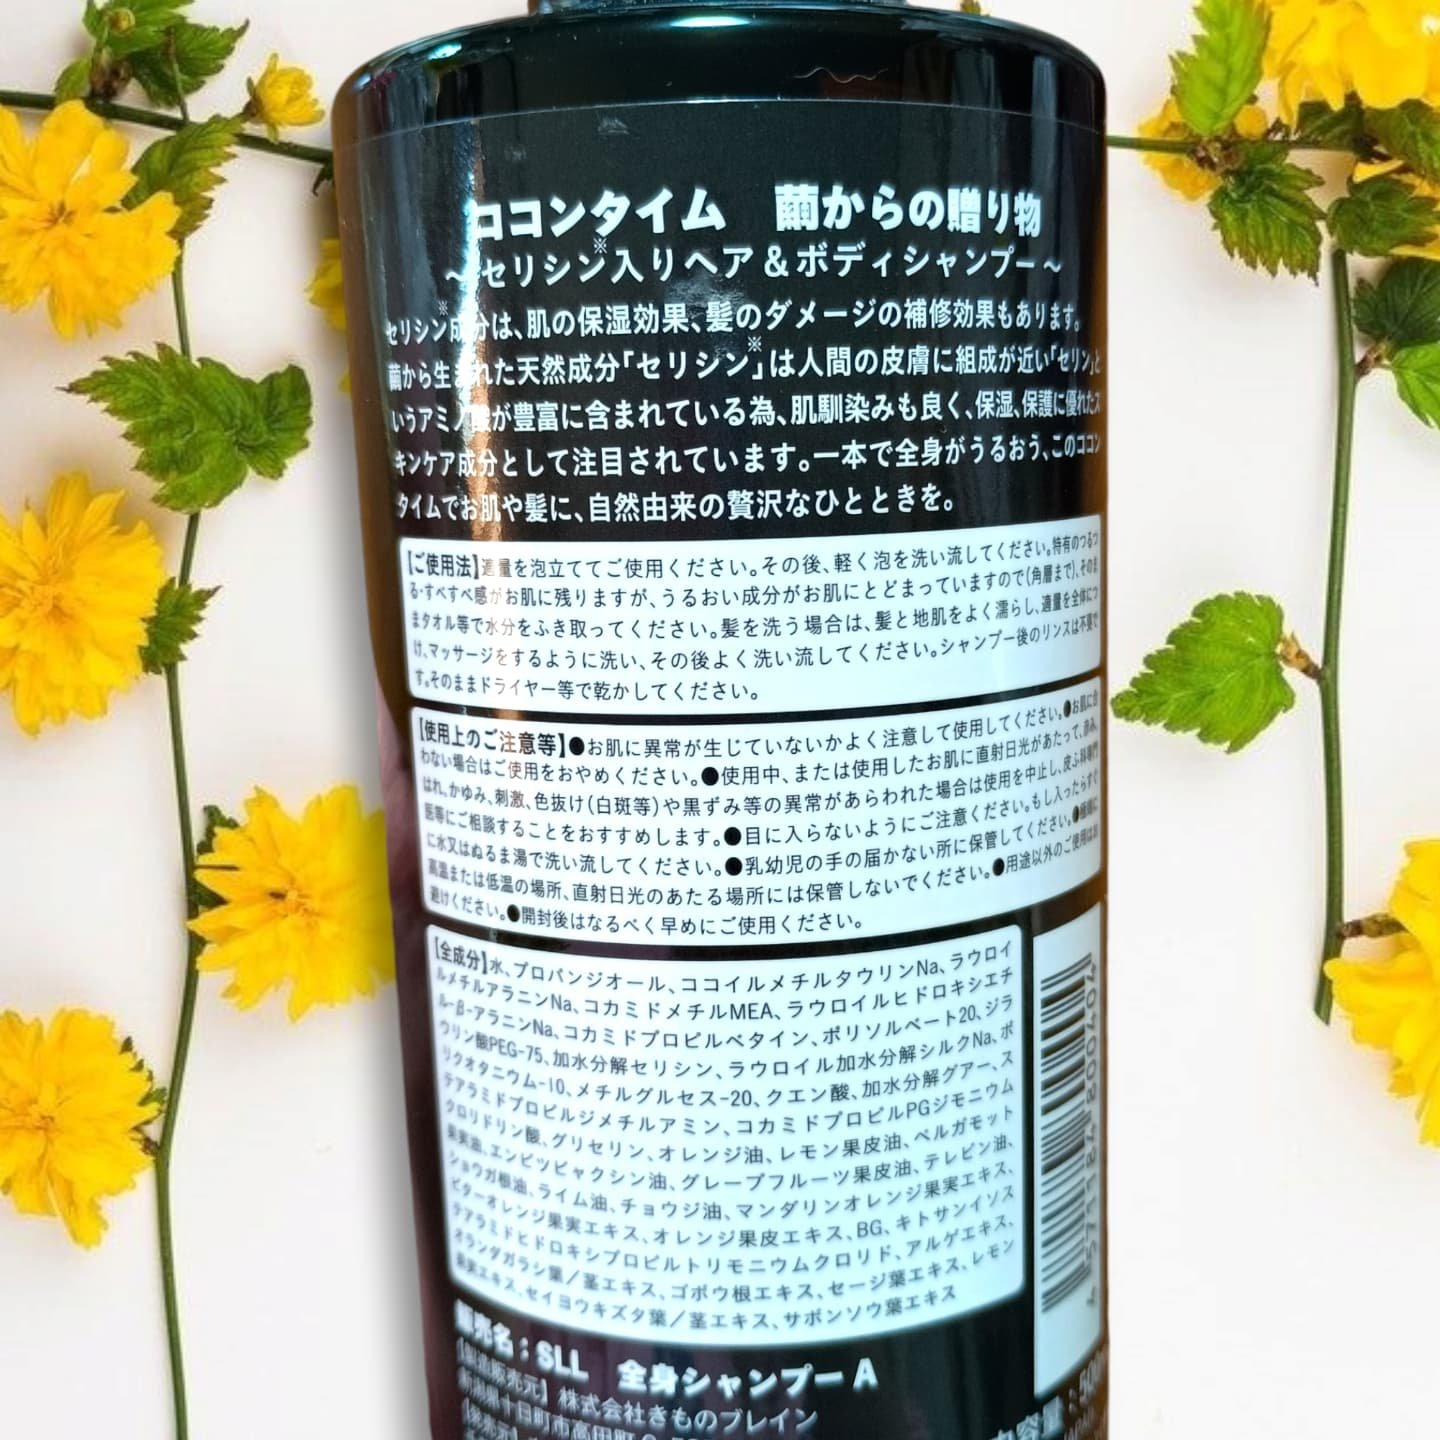 ココンタイム 繭からの贈り物
～セリシン※入りヘア＆ボディシャンプー～
セリシン※成分は、肌の保湿効果、髪のダメージの補修効果もあります。
繭から生まれた天然成分「セリシン※」は人間の皮膚に組成が近い「セリン」と
いうアミノ酸が豊富に含まれている為、肌馴染みも良く、保湿、保護に優れたス
キンケア成分として注目されています。一本で全身がうるおう、このココン
タイムでお肌や髪に、自然由来の贅沢なひとときを。
【ご使用法】適量を泡立ててご使用ください。その後、軽く泡を洗い流してください。特有のつるつ
る・すべすべ感がお肌に残りますが、うるおい成分がお肌にとどまっていますので(角層まで)、そのま
まタオル等で水分をふき取ってください。髪を洗う場合は、髪と地肌をよく濡らし、適量を全体につ
け、マッサージをするように洗い、その後よく洗い流してください。シャンプー後のリンスは不要で
す。そのままドライヤー等で乾かしてください。
【使用上のご注意等】●お肌に異常が生じていないかよく注意して使用してください。●お肌に合
わない場合はご使用をおやめください。●使用中、または使用したお肌に直射日光があたって、赤み、
はれ、かゆみ、刺激、色抜け(白斑等)や黒ずみ等の異常があらわれた場合は使用を中止し、皮ふ科専門
医等にご相談することをおすすめします。●目に入らないようにご注意ください。もし入ったらすぐ
に水又はぬるま湯で洗い流してください。●乳幼児の手の届かない所に保管してください。●極端に
高温または低温の場所、直射日光のあたる場所には保管しないでください。●用途以外のご使用はお
避けください。●開封後はなるべく早めにご使用ください。
【全成分】水、プロパンジオール、ココイルメチルタウリンNa、ラウロイ
ルメチルアラニンNa、コカミドメチルMEA、ラウロイルヒドロキシエチ
ル-β-アラニンNa、コカミドプロピルベタイン、ポリソルベート20、ジラ
ウリン酸PEG-75、加水分解セリシン、ラウロイル加水分解シルクNa、ポ
リクオタニウム-10、メチルグルセス-20、クエン酸、加水分解グアー、ス
テアラミドプロピルジメチルアミン、コカミドプロピルPGジモニウム
クロリドリン酸、グリセリン、オレンジ油、レモン果皮油、ベルガモット
果実油、エンピツビャクシン油、グレープフルーツ果皮油、テレビン油、
ショウガ根油、ライム油、チョウジ油、マンダリンオレンジ果実エキス、
ビターオレンジ果実エキス、オレンジ果皮エキス、BG、キトサンイソス
テアラミドヒドロキシプロピルトリモニウムクロリド、アルゲエキス、
オランダガラシ葉／茎エキス、ゴボウ根エキス、セージ葉エキス、レモン
果実エキス、セイヨウキズタ葉／茎エキス、サボンソウ葉エキス
販売名：SLL 全身シャンプーA
【製造販売元】株式会社きものブレイン
新潟県十日町市高田町
内容量：500